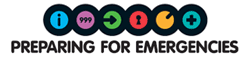 i 999
PREPARING FOR EMERGENCIES